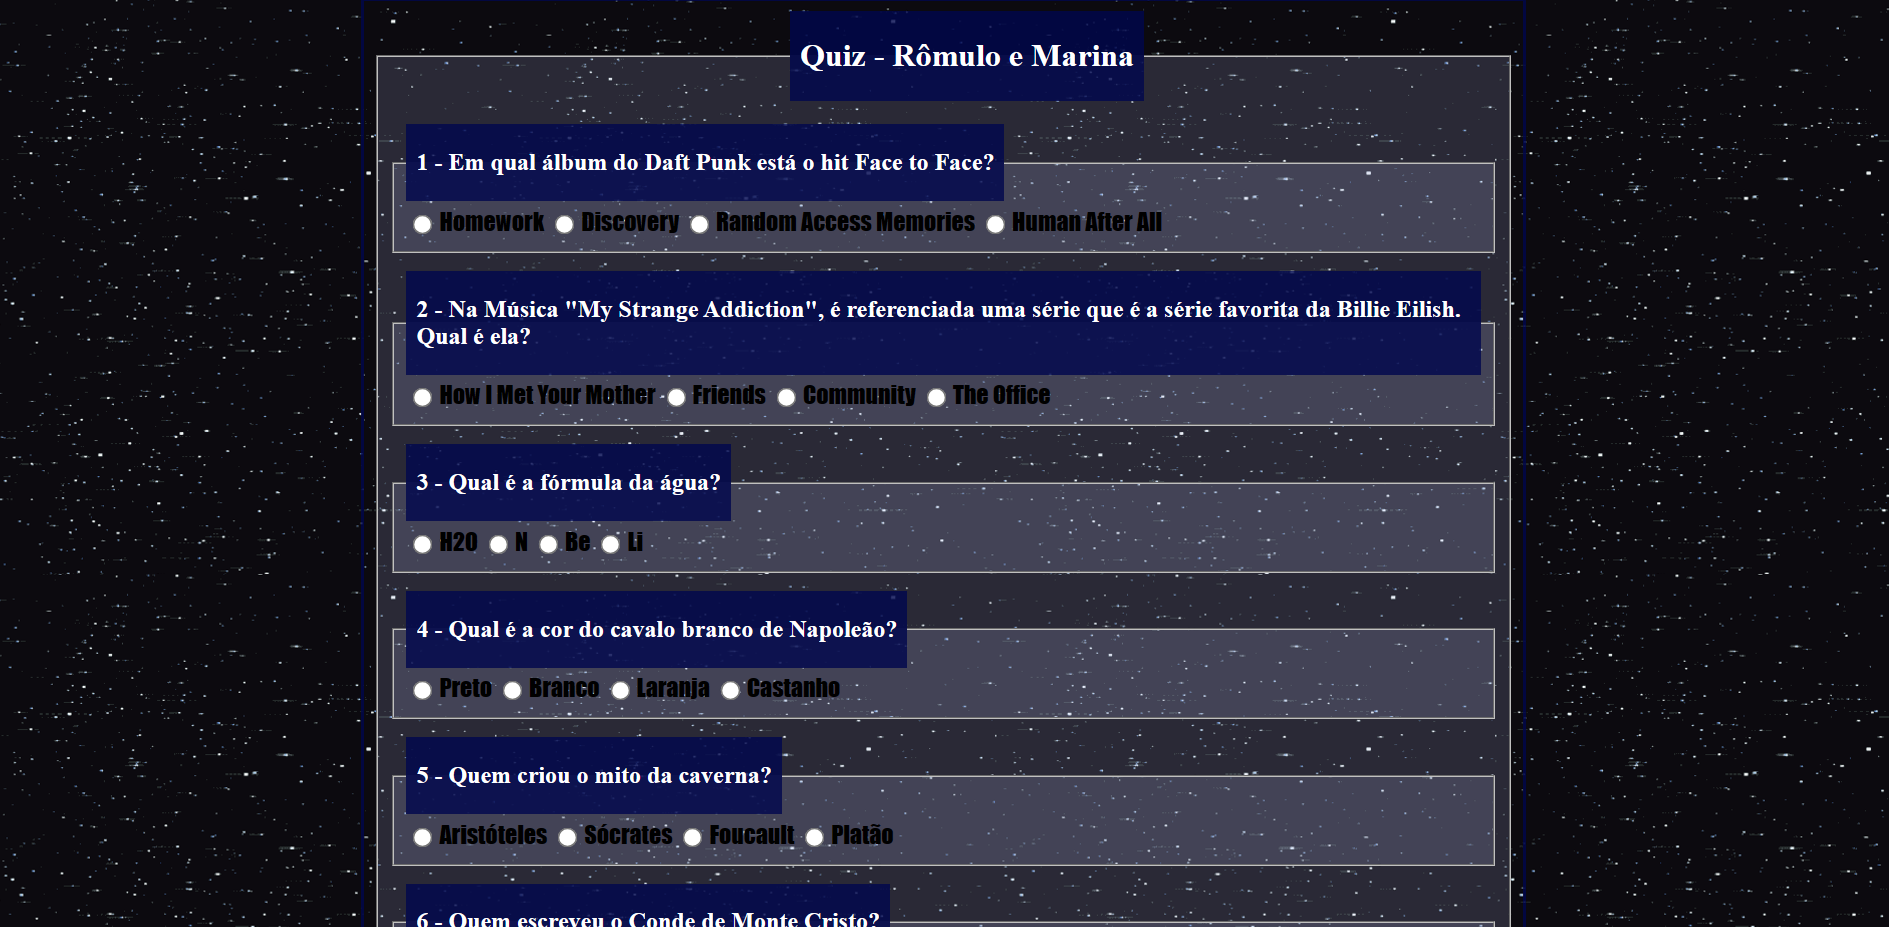 Quiz - Rômulo e Marina
1 - Em qual álbum do Daft Punk está o hit Face to Face?
Homework Discovery Random Access Memories Human After All
2 - Na Música "My Strange Addiction", é referenciada uma série que é a série favorita da Billie Eilish.
Qual é ela?
How I Met Your Mother Friends Community The Office
3 - Qual é a fórmula da água?
H2O N Be Li
4 - Qual é a cor do cavalo branco de Napoleão?
Preto Branco Laranja Castanho
5 - Quem criou o mito da caverna?
Aristóteles Sócrates Foucault Platão
6 - Quem escreveu o Conde de Monte Cristo?